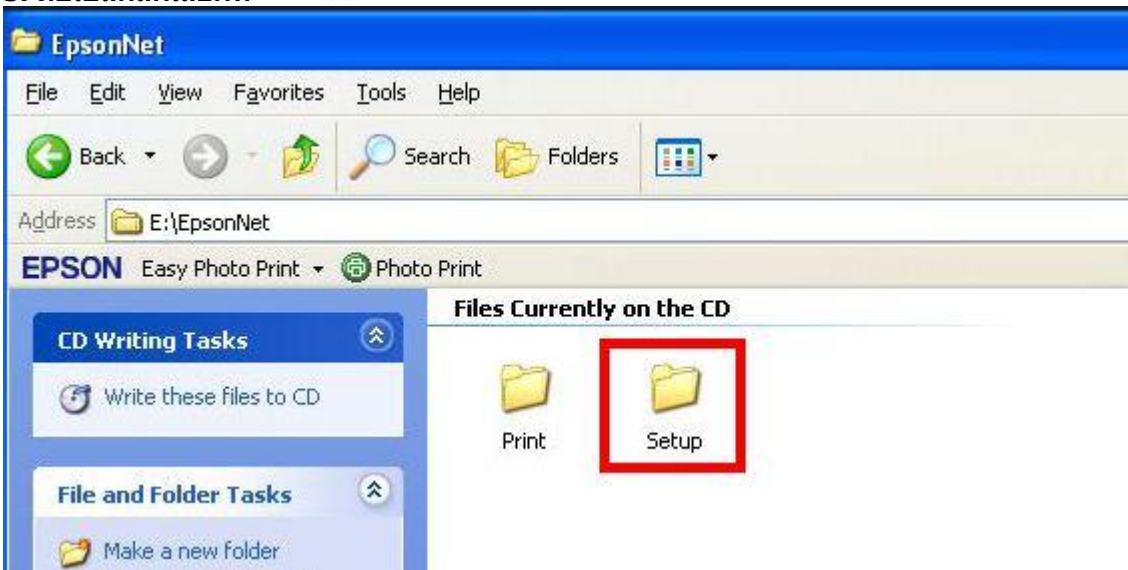 EpsonNet
File Edit View Favorites Tools Help
Back Search Folders
Address E:\EpsonNet
EPSON Easy Photo Print Photo Print
Files Currently on the CD
CD Writing Tasks
Write these files to CD
Print Setup
File and Folder Tasks
Make a new folder